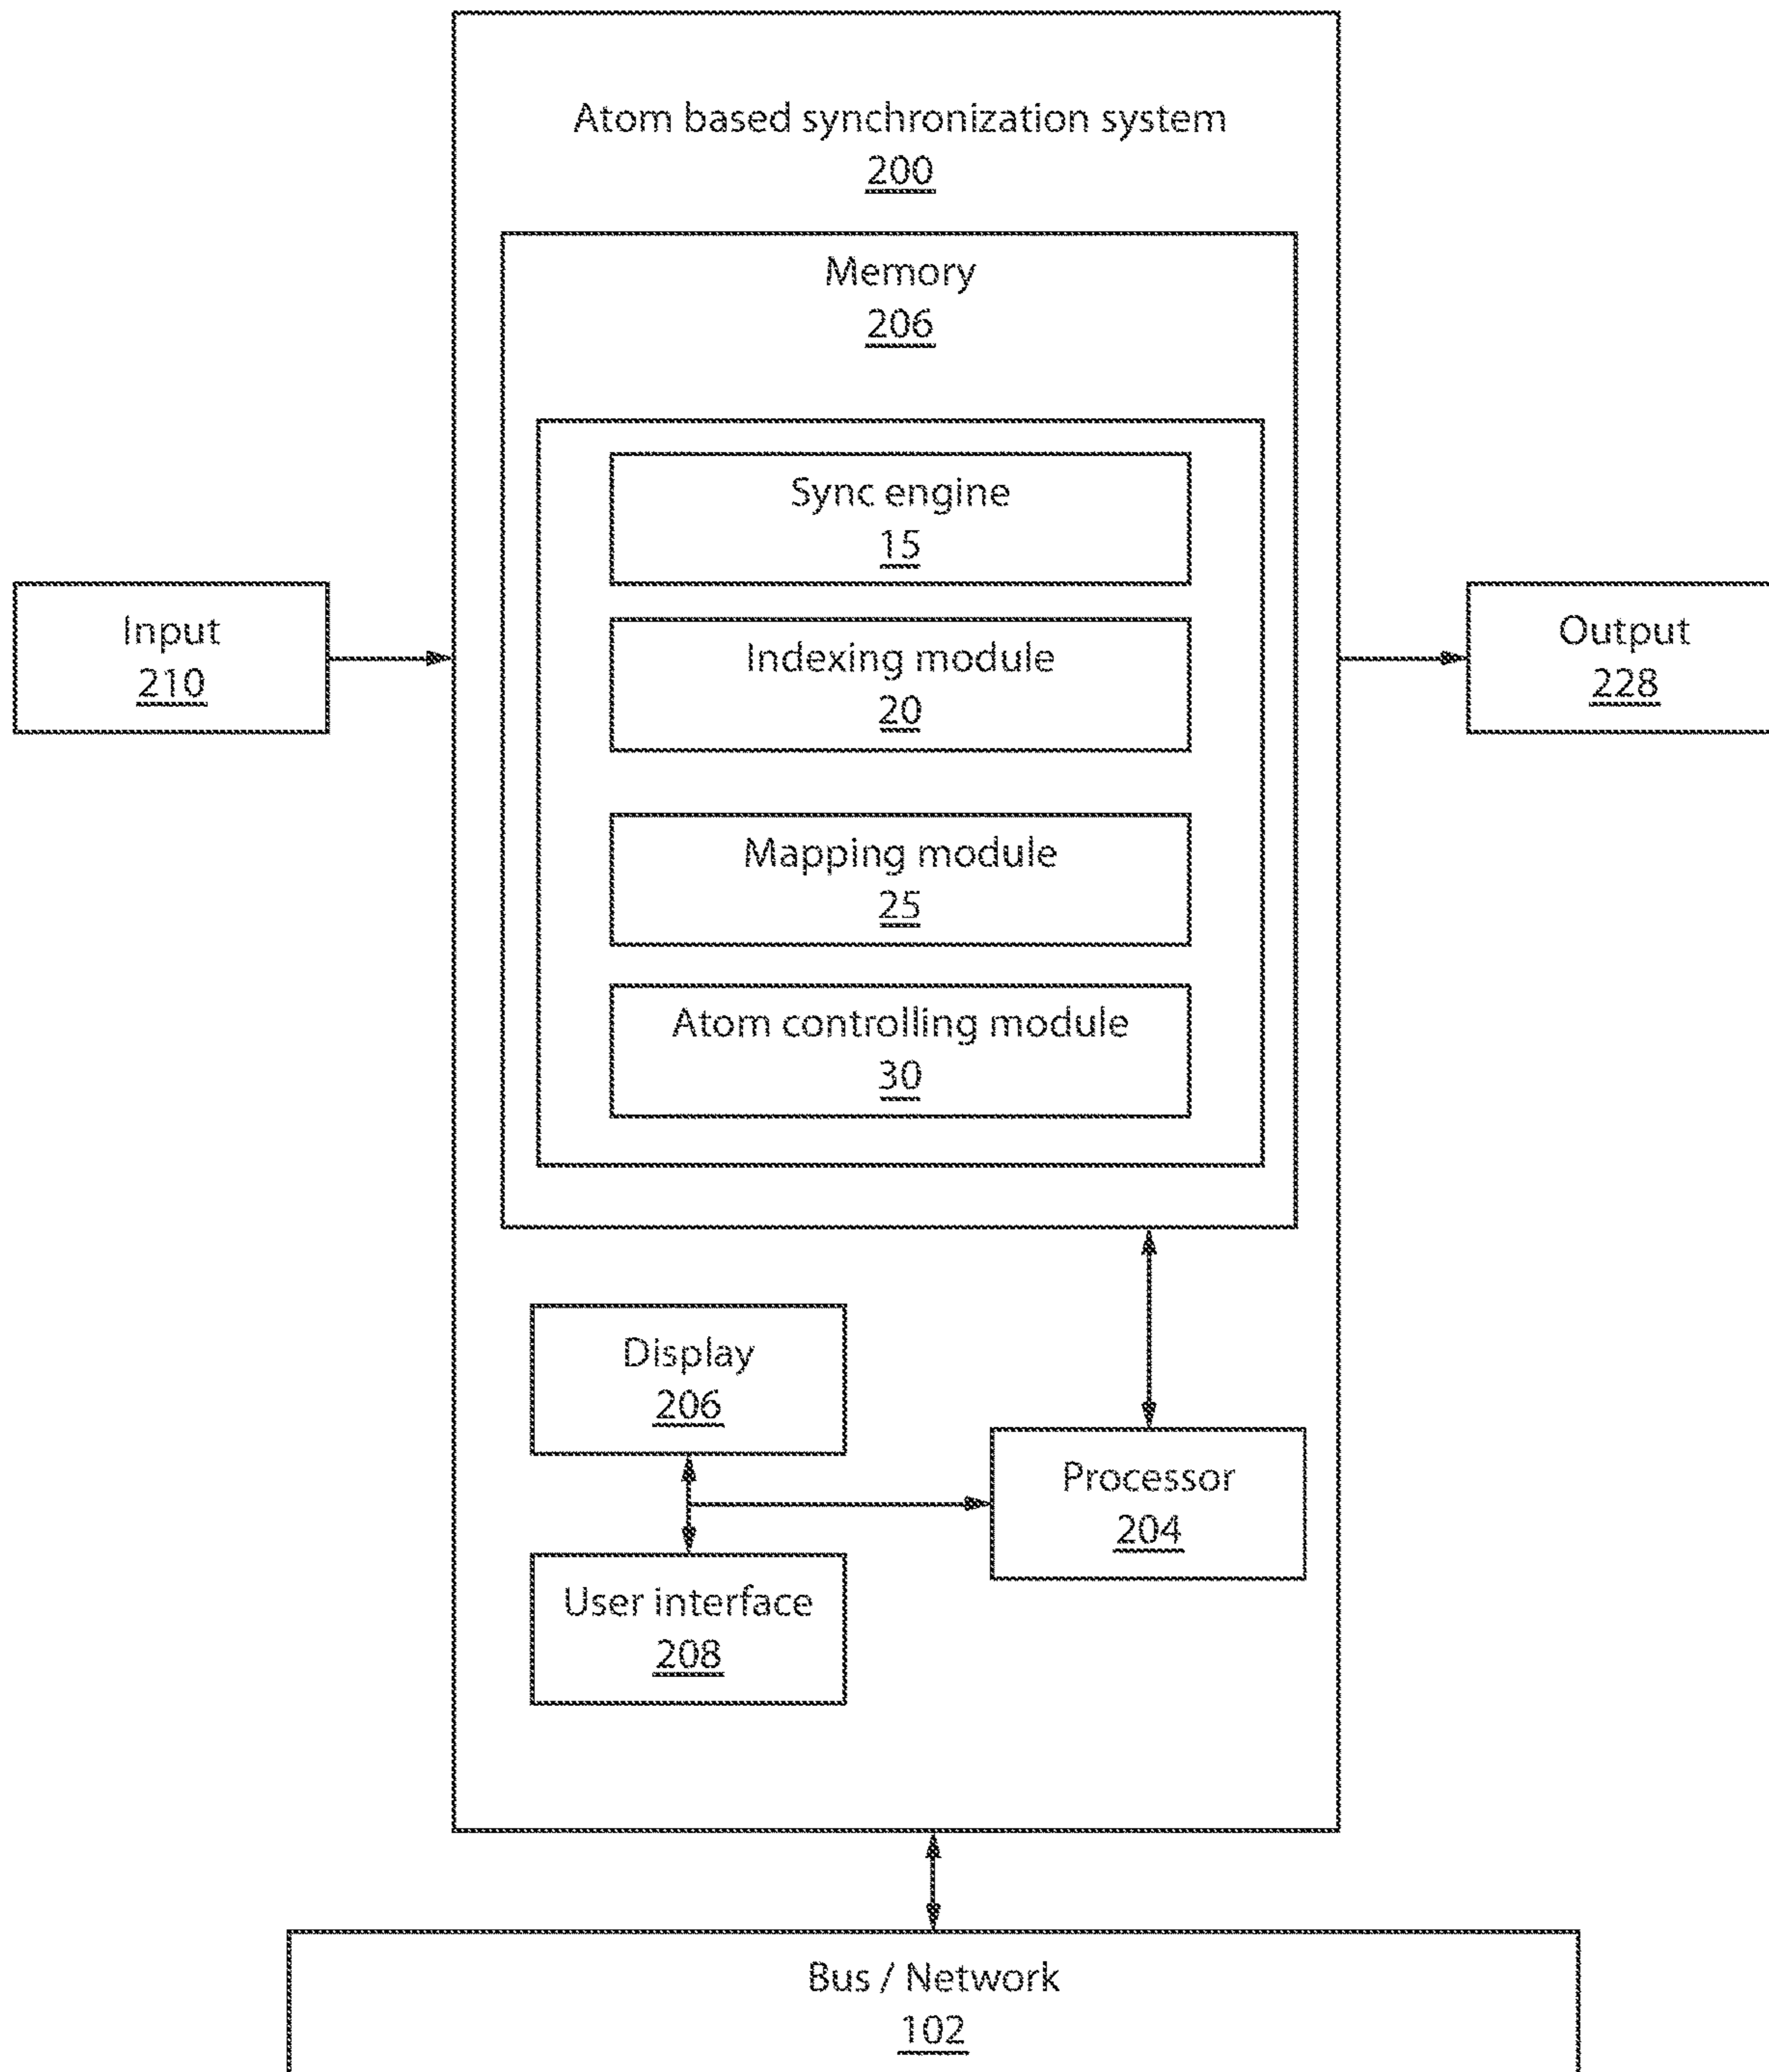 Atom based synchronization system
200
Memory
206
Sync engine
15
Indexing module
20
Mapping module
25
Atom controlling module
30
Input
210
Output
228
Display
206
Processor
204
User interface
208
Bus / Network
102